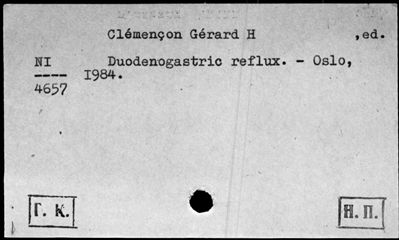 Clémençon Gérard H ,ed.
NI Duodenogastric reflux. - Oslo,
---- 1984.
4657
Г. К. Н. П.